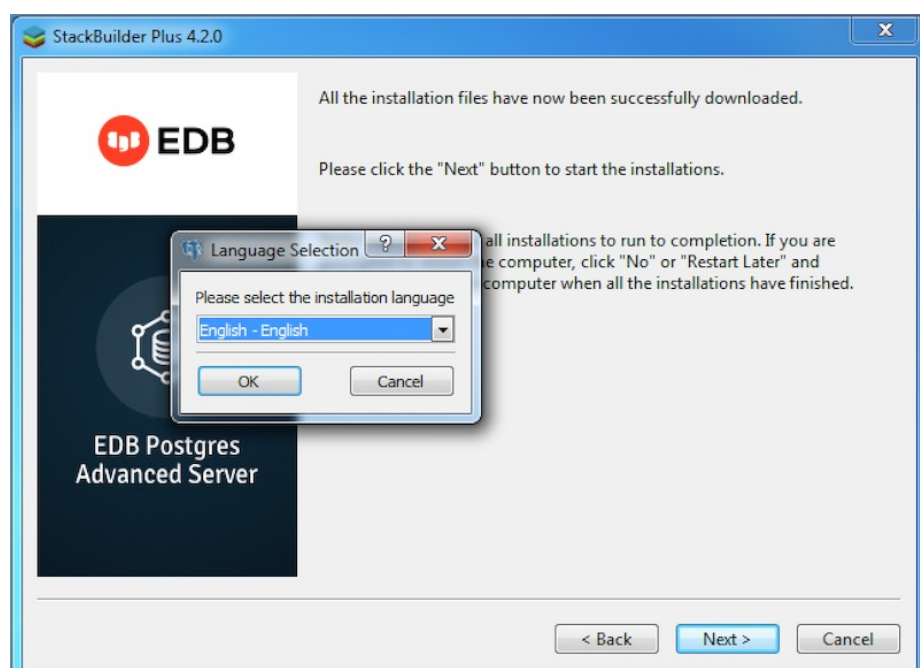 StackBuilder Plus 4.2.0
EDB
EDB Postgres
Advanced Server
All the installation files have now been successfully downloaded.
Please click the "Next" button to start the installations.
all installations to run to completion. If you are
computer, click "No" or "Restart Later" and
computer when all the installations have finished.
Language Selection
Please select the installation language
English - English
OK
Cancel
< Back
Next >
Cancel